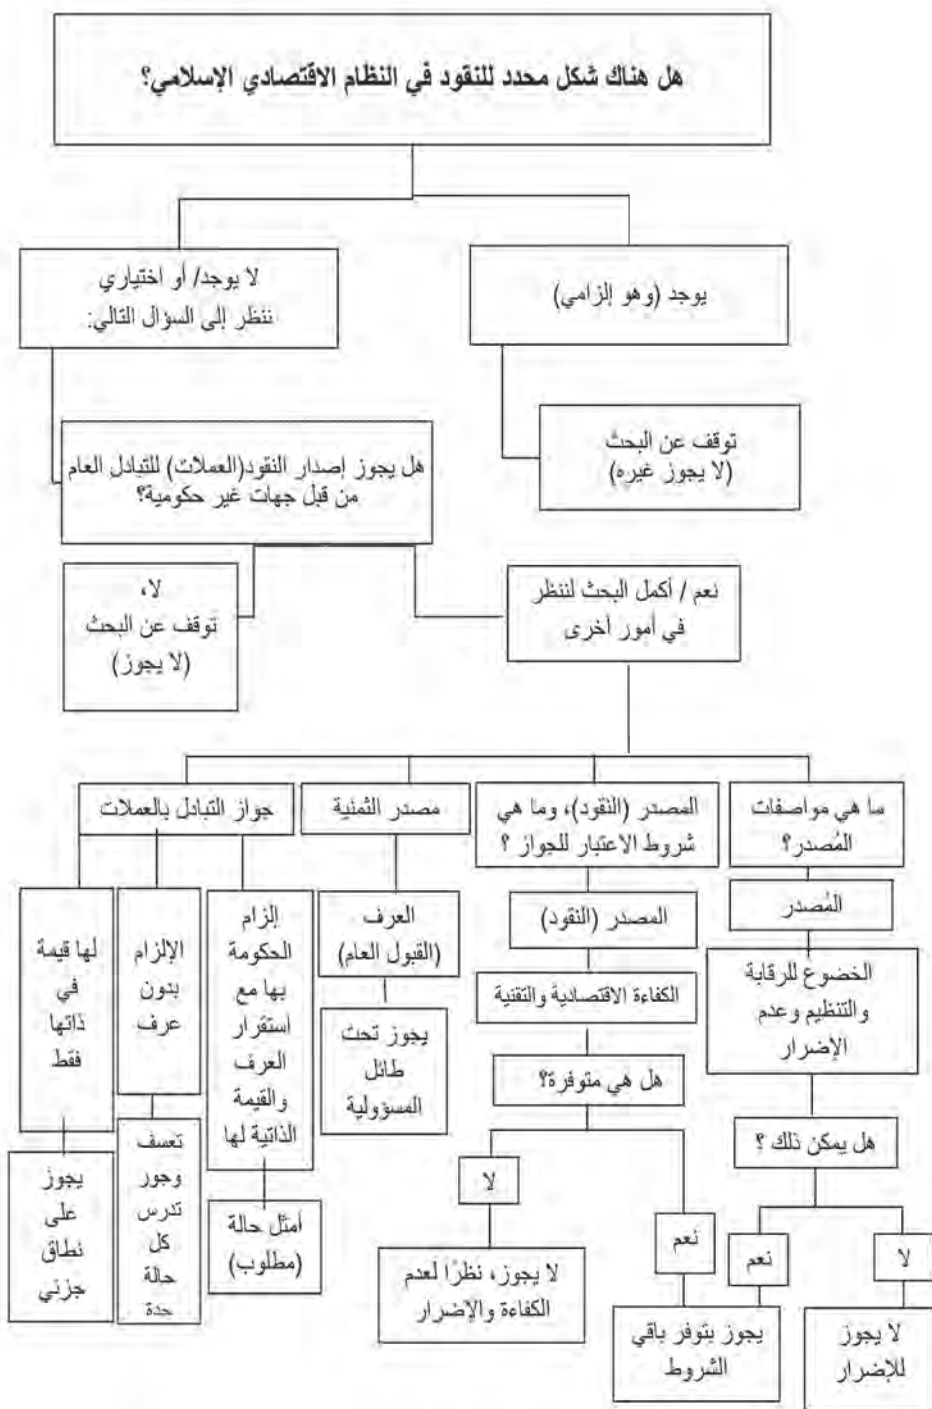 هل هناك شكل محدد للنقود في النظام الاقتصادي الإسلامي؟
يوجد (وهو إلزامي)
لا يوجد/ أو اختياري
ننظر إلى السؤال التالي:
توقف عن البحث
(لا يجوز غيره)
هل يجوز إصدار النقود(العملات) للتبادل العام
من قبل جهات غير حكومية؟
نعم / أكمل البحث لننظر
في أمور أخرى
لا،
توقف عن البحث
(لا يجوز)
ما هي مواصفات
المُصدر؟
المُصدر
الخضوع للرقابة
والتنظيم وعدم
الإضرار
هل يمكن ذلك ؟
لا
نعم
لا يجوز
للإضرار
المصدر (النقود)، وما هي
شروط الاعتبار للجواز ؟
المصدر (النقود)
الكفاءة الاقتصادية والتقنية
هل هي متوفرة؟
نعم
لا
يجوز بتوفر باقي
الشروط
لا يجوز، نظرًا لعدم
الكفاءة والإضرار
مصدر الثمنية
العرف
(القبول العام)
يجوز تحت
طائل
المسؤولية
جواز التبادل بالعملات
إلزام
الحكومة
بها مع
استقرار
العرف
والقيمة
الذاتية لها
أمثل حالة
(مطلوب)
الإلزام
بدون
عرف
تعسف
وجور
تدرس
كل
حالة
حدة
لها قيمة
في
ذاتها
فقط
يجوز
على
نطاق
جزئي